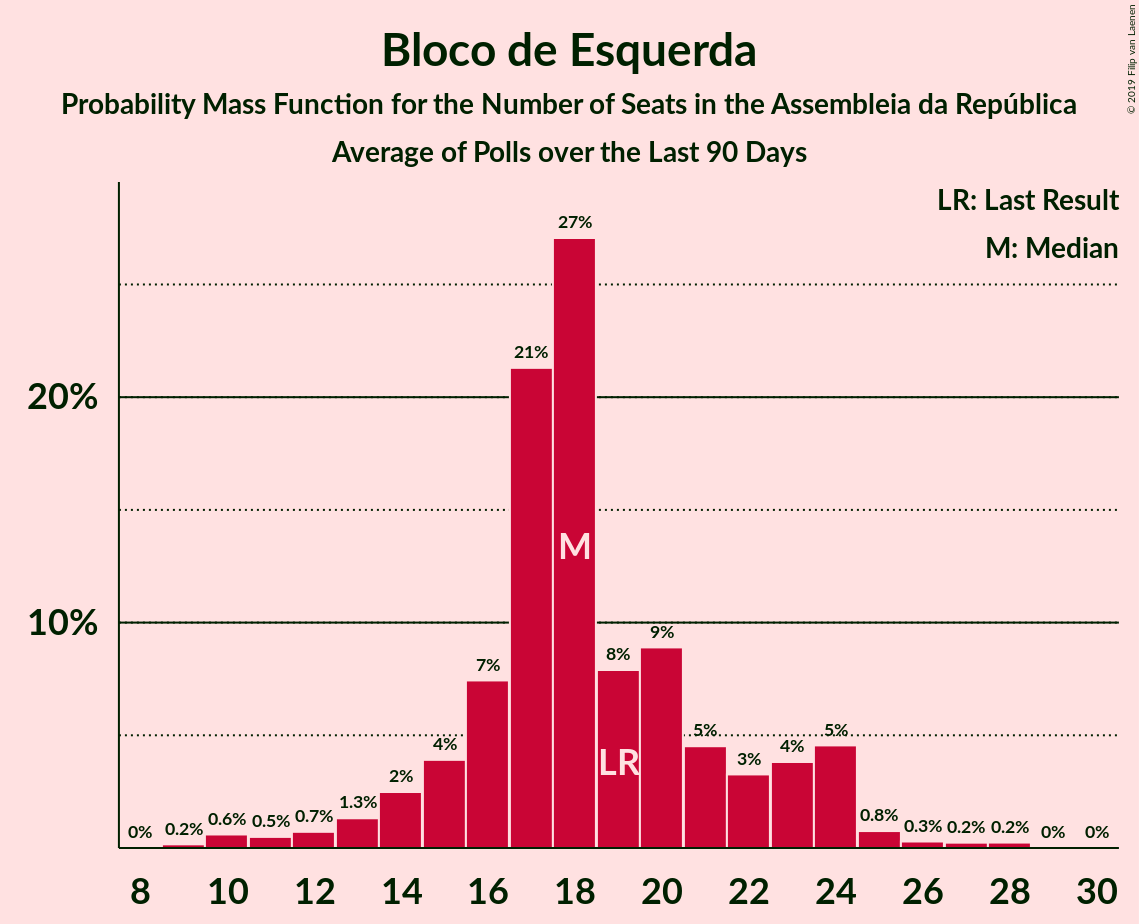 Bloco de Esquerda
Probability Mass Function for the Number of Seats in the Assembleia da República
Average of Polls over the Last 90 Days
© 2019 Filip van Laenen
LR: Last Result
M: Median
20%
10%
0%
0.2%
0.6%
0.5%
0.7%
1.3%
2%
4%
7%
21%
27%
8%
9%
5%
3%
4%
5%
0.8%
0.3%
0.2%
0.2%
0%
0%
M
LR
8 10 12 14 16 18 20 22 24 26 28 30